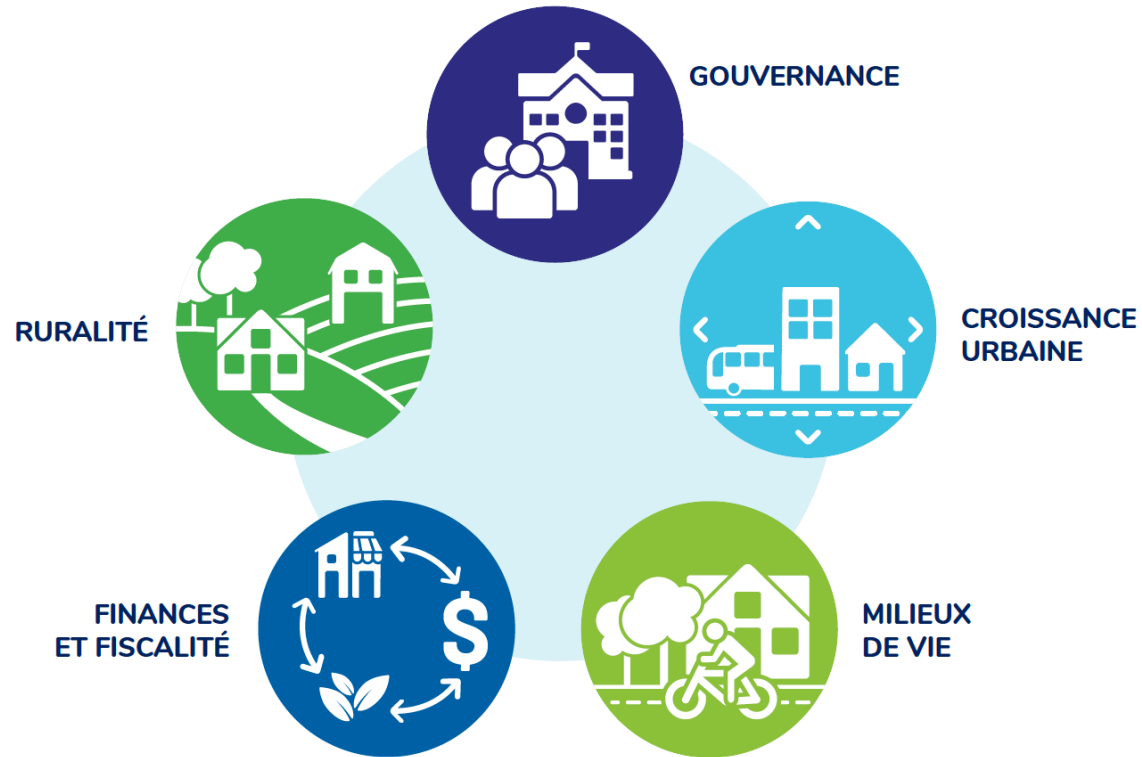 GOUVERNANCE
CROISSANCE
URBAINE
MILIEUX
DE VIE
FINANCES
ET FISCALITÉ
RURALITÉ
$